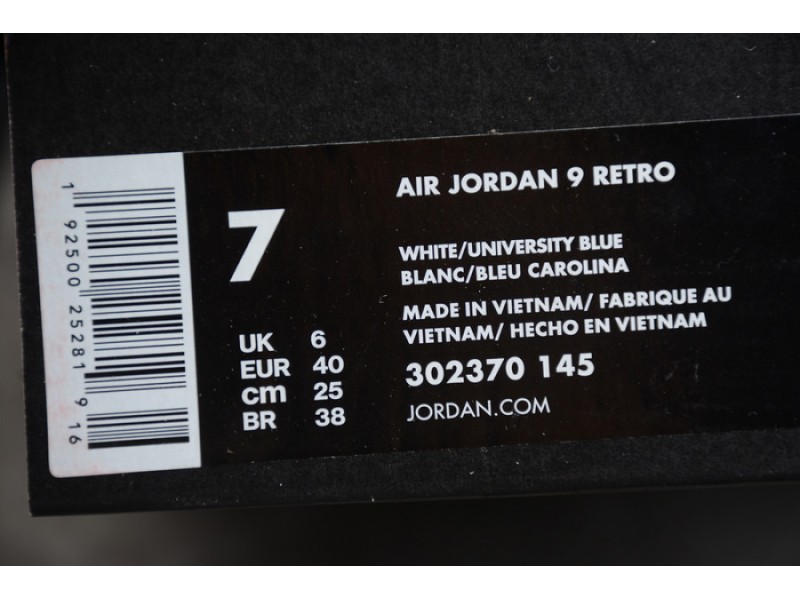 1 92500 25281 9 16
7
UK 6
EUR 40
cm 25
BR 38
AIR JORDAN 9 RETRO
WHITE/UNIVERSITY BLUE
BLANC/BLEU CAROLINA
MADE IN VIETNAM/ FABRIQUE AU
VIETNAM/ HECHO EN VIETNAM
302370 145
JORDAN.COM